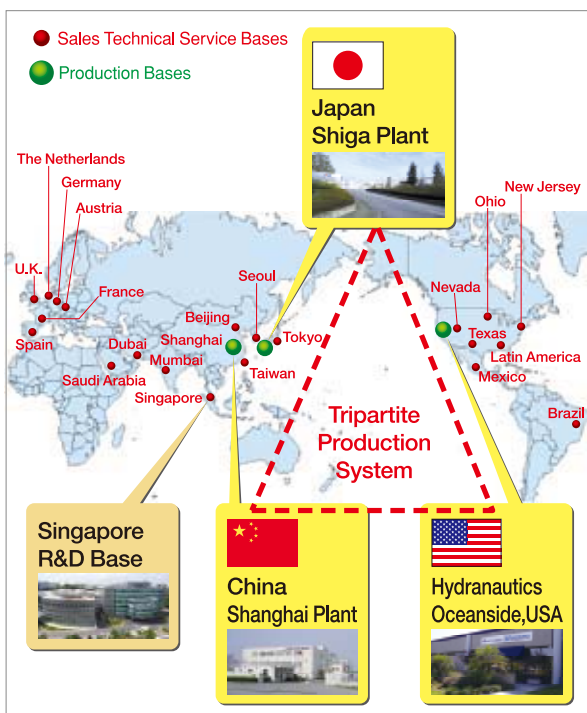 Sales Technical Service Bases
Production Bases
Japan
Shiga Plant
The Netherlands
Germany
Austria
U.K.
France
Spain
Dubai
Saudi Arabia
Mumbai
Singapore
Beijing
Shanghai
Seoul
Tokyo
Taiwan
New Jersey
Ohio
Nevada
Texas
Latin America
Mexico
Brazil
Tripartite
Production
System
Singapore
R&D Base
China
Shanghai Plant
Hydranautics
Oceanside,USA